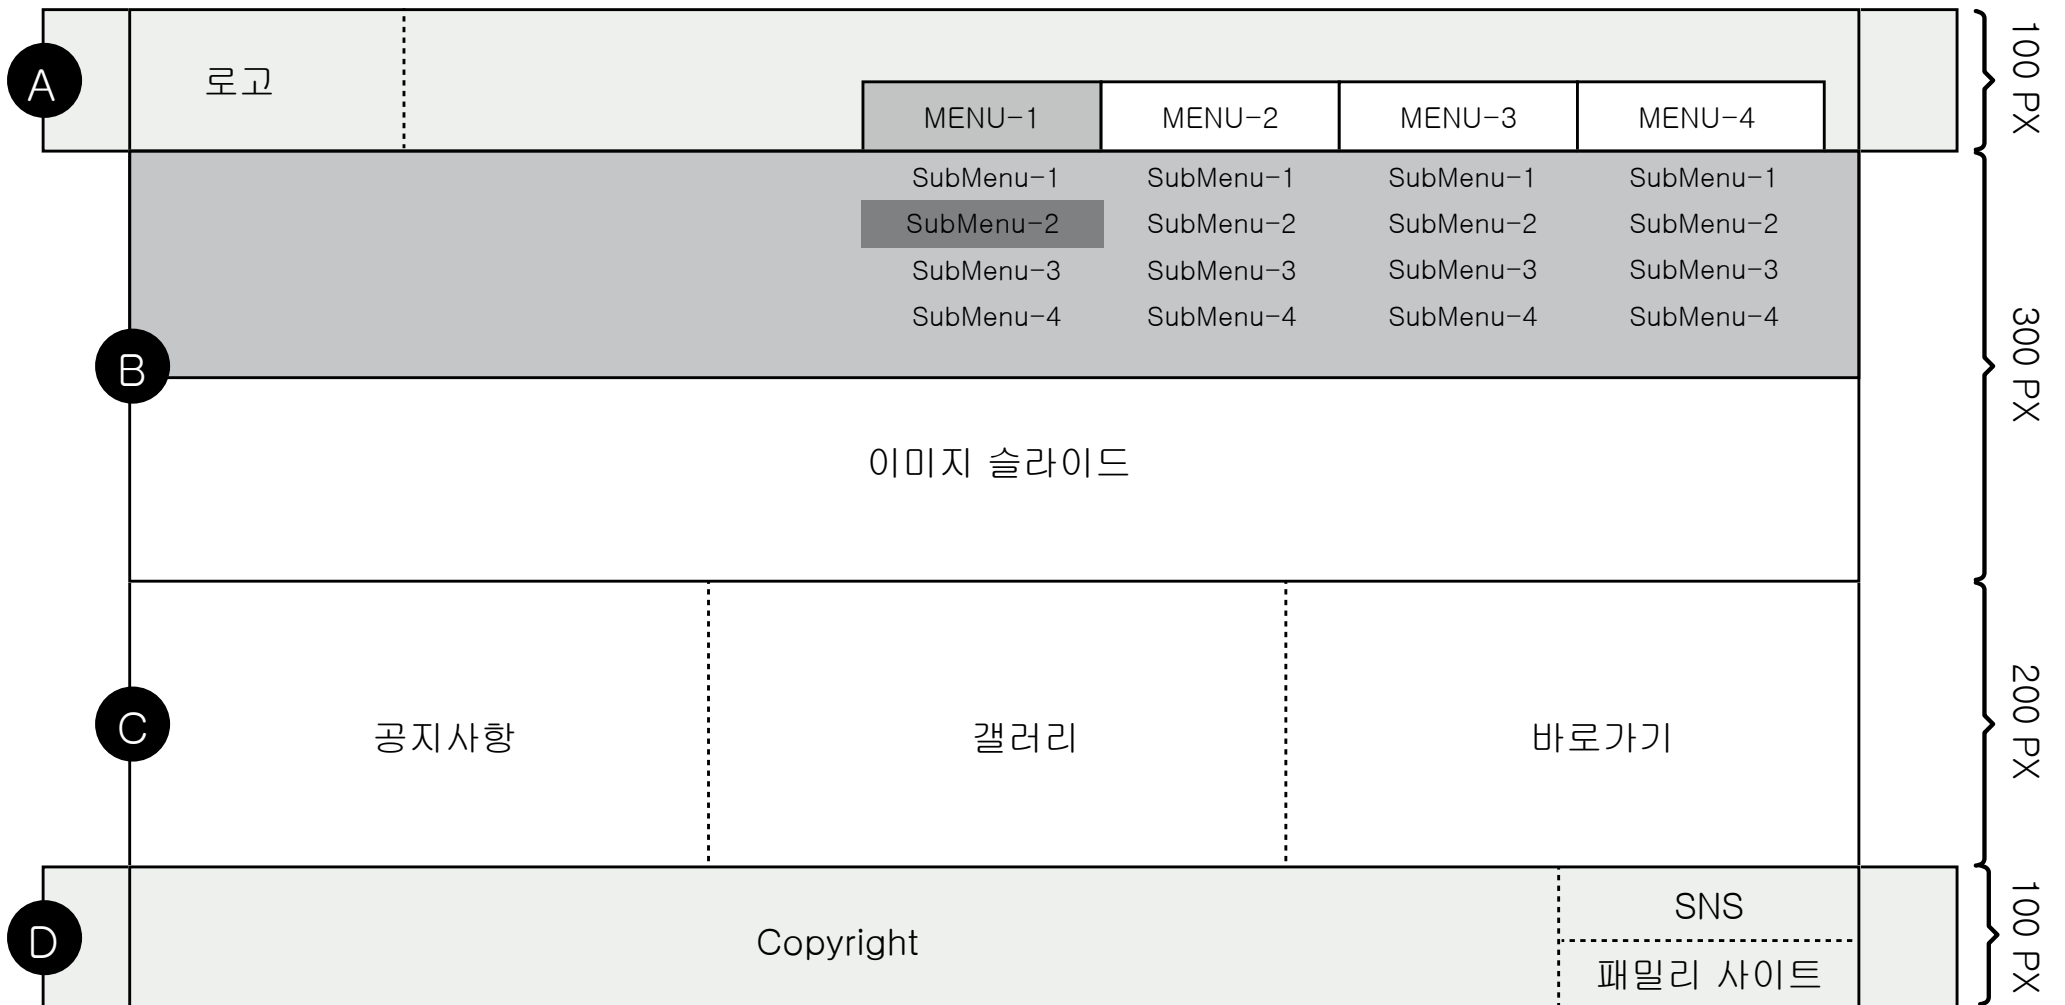 A
로고
MENU-1 MENU-2 MENU-3 MENU-4
100 PX
SubMenu-1 SubMenu-1 SubMenu-1 SubMenu-1
SubMenu-2 SubMenu-2 SubMenu-2 SubMenu-2
SubMenu-3 SubMenu-3 SubMenu-3 SubMenu-3
SubMenu-4 SubMenu-4 SubMenu-4 SubMenu-4
B
이미지 슬라이드
300 PX
C
공지사항 갤러리 바로가기
200 PX
D
Copyright
SNS
패밀리 사이트
100 PX